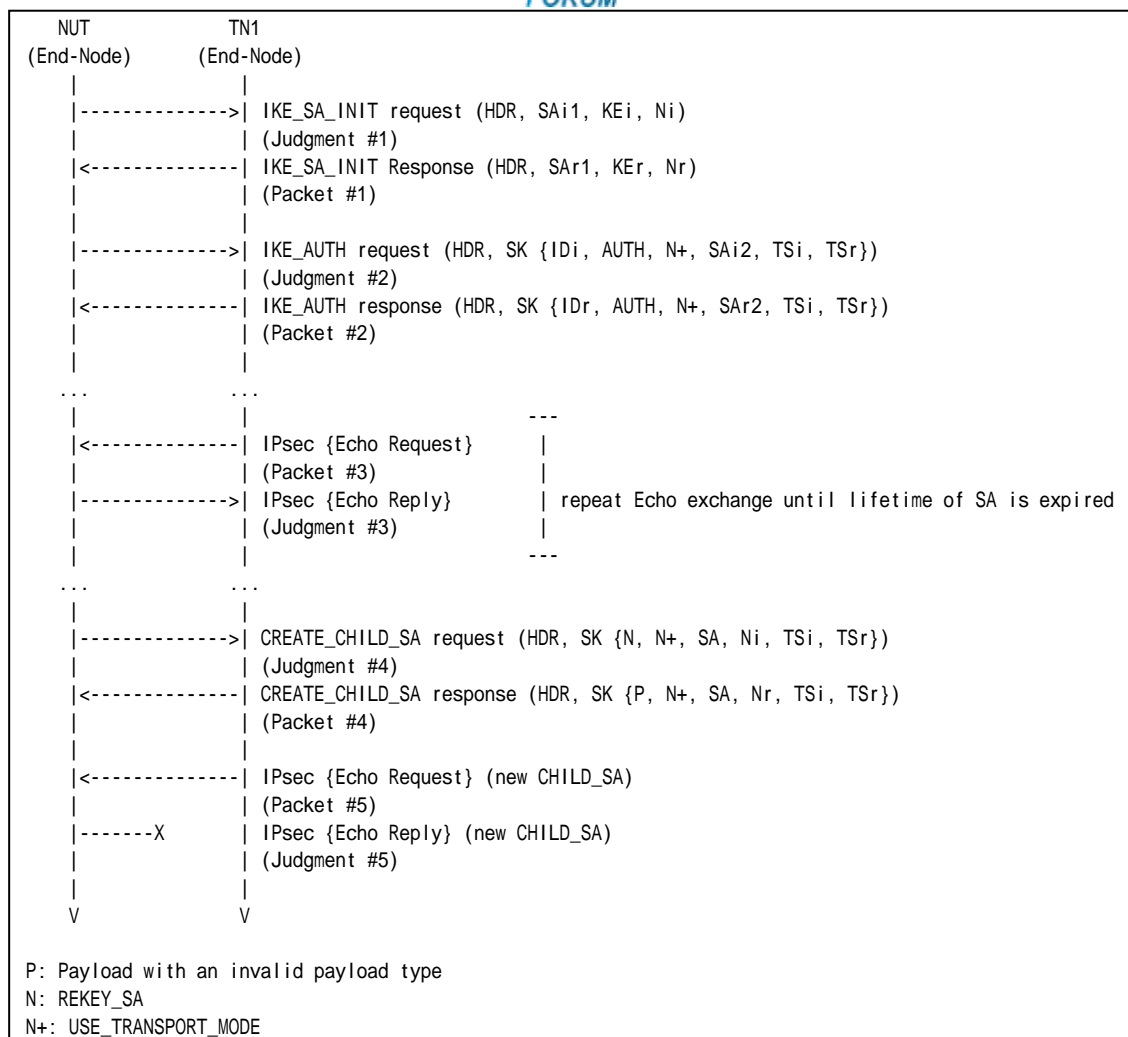 FORUM
NUT TN1
(End-Node) (End-Node)
| |
|-------------->| IKE_SA_INIT request (HDR, SAi1, KEi, Ni)
| | (Judgment #1)
|<--------------| IKE_SA_INIT Response (HDR, SAr1, KEr, Nr)
| | (Packet #1)
| |
|-------------->| IKE_AUTH request (HDR, SK {IDi, AUTH, N+, SAi2, TSi, TSr})
| | (Judgment #2)
|<--------------| IKE_AUTH response (HDR, SK {IDr, AUTH, N+, SAr2, TSi, TSr})
| | (Packet #2)
| |
... ...
| | ---
|<--------------| IPsec {Echo Request} |
| | (Packet #3) |
|-------------->| IPsec {Echo Reply} | repeat Echo exchange until lifetime of SA is expired
| | (Judgment #3) |
| | ---
... ...
| |
|-------------->| CREATE_CHILD_SA request (HDR, SK {N, N+, SA, Ni, TSi, TSr})
| | (Judgment #4)
|<--------------| CREATE_CHILD_SA response (HDR, SK {P, N+, SA, Nr, TSi, TSr})
| | (Packet #4)
| |
|<--------------| IPsec {Echo Request} (new CHILD_SA)
| | (Packet #5)
|-------X | IPsec {Echo Reply} (new CHILD_SA)
| | (Judgment #5)
| |
V V
P: Payload with an invalid payload type
N: REKEY_SA
N+: USE_TRANSPORT_MODE